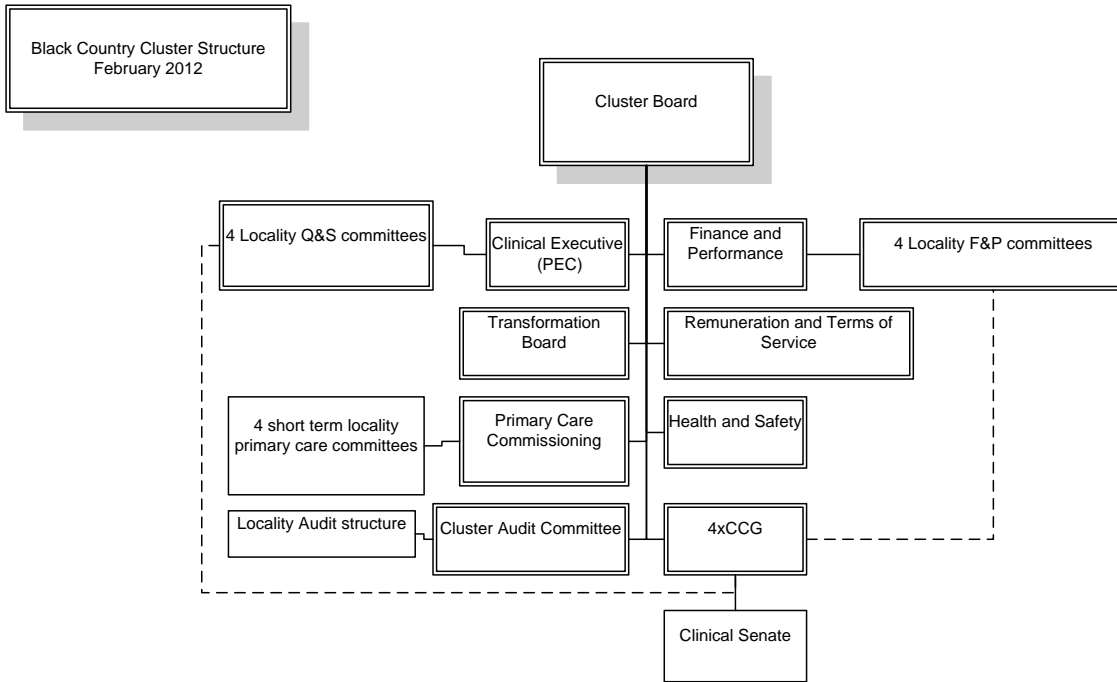 Black Country Cluster Structure
February 2012
Cluster Board
4 Locality Q&S committees
Clinical Executive
(PEC)
Finance and
Performance
4 Locality F&P committees
Transformation
Board
Remuneration and Terms of
Service
4 short term locality
primary care committees
Primary Care
Commissioning
Health and Safety
Locality Audit structure
Cluster Audit Committee
4xCCG
Clinical Senate